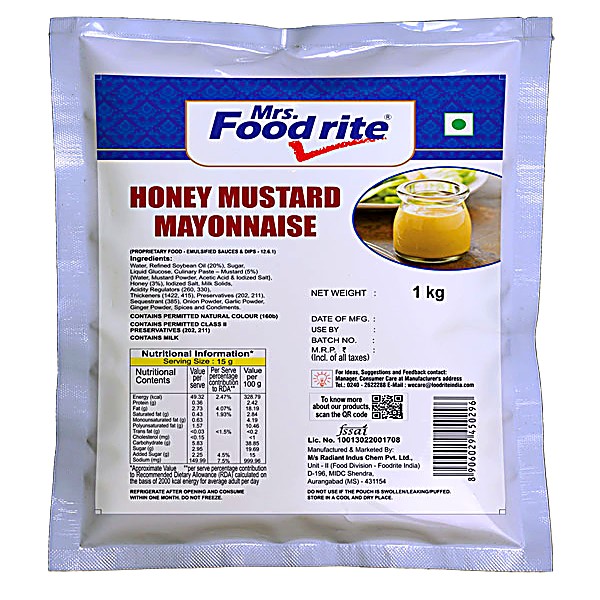 Mrs.
Foodrite®
HONEY MUSTARD
MAYONNAISE
(PROPRIETARY FOOD - EMULSIFIED SAUCES & DIPS - 12.6.1)
Ingredients:
Water, Refined Soybean Oil (20%), Sugar,
Liquid Glucose, Culinary Paste – Mustard (5%)
{Water, Mustard Powder, Acetic Acid & Iodized Salt},
Honey (3%), Iodized Salt, Milk Solids,
Acidity Regulators (260, 330),
Thickeners (1422, 415), Preservatives (202, 211),
Sequestrant (385), Onion Powder, Garlic Powder,
Ginger Powder, Spices and Condiments.
CONTAINS PERMITTED NATURAL COLOUR (160b)
CONTAINS PERMITTED CLASS II
PRESERVATIVES (202, 211)
CONTAINS MILK
Nutritional Information*
Serving Size : 15 g
Nutritional Contents Value per serve Per Serve percentage contribution to RDA** Value per 100 g
Energy (kcal) 49.32 2.47% 328.79
Protein (g) 0.36 2.42
Fat (g) 2.73 4.07% 18.19
Saturated fat (g) 0.43 1.93% 2.84
Monounsaturated fat (g) 0.63 4.19
Polyunsaturated fat (g) 1.57 10.46
Trans fat (g) <0.03 <1.5% <0.2
Cholesterol (mg) <0.15 <1
Carbohydrate (g) 5.83 38.85
Sugar (g) 2.95 19.69
Added Sugar (g) 2.25 4.5% 15
Sodium (mg) 149.99 7.5% 999.96
*Approximate Value **per serve percentage contribution
to Recommended Dietary Allowance (RDA) calculated on
the basis of 2000 kcal energy for average adult per day
REFRIGERATE AFTER OPENING AND CONSUME
WITHIN ONE MONTH. DO NOT FREEZE.
NET WEIGHT : 1 kg
DATE OF MFG. :
USE BY :
BATCH NO. :
M.R.P. ₹ :
(Incl. of all taxes)
For Ideas, Suggestions and Feedback contact:
Manager, Consumer Care at Manufacturer's address
Tel.: 0240 - 2622288 E-Mail : wecare@foodriteindia.com
To know more
about our products,
scan the QR code
fssai
Lic. No. 10013022001708
Manufactured & Marketed By:
M/s Radiant Indus Chem Pvt. Ltd.,
Unit - II (Food Division - Foodrite India)
D-196, MIDC Shendra,
Aurangabad (MS) - 431154
DO NOT USE IF THE POUCH IS SWOLLEN/LEAKING/PUFFED.
STORE IN A COOL AND DRY PLACE.
8906029450296